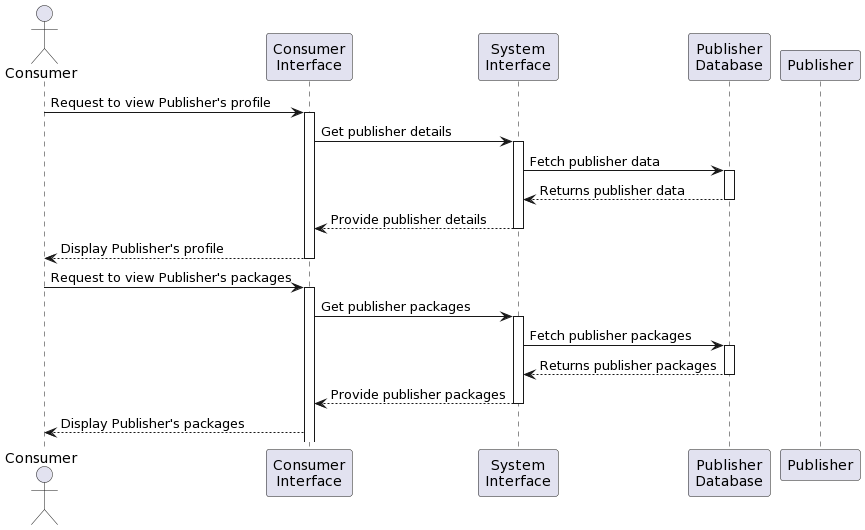 Consumer
Consumer
Interface
System
Interface
Publisher
Database
Publisher
Request to view Publisher's profile
Get publisher details
Fetch publisher data
Returns publisher data
Provide publisher details
Display Publisher's profile
Request to view Publisher's packages
Get publisher packages
Fetch publisher packages
Returns publisher packages
Provide publisher packages
Display Publisher's packages
Consumer
Consumer
Interface
System
Interface
Publisher
Database
Publisher